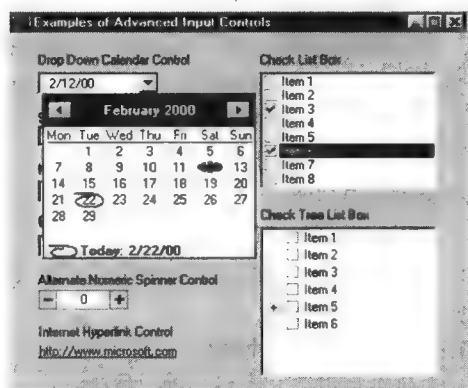 Examples of Advanced Input Controls
Drop Down Calendar Control
2/12/00
February 2000
Mon Tue Wed Thu Fri Sat Sun
1 2 3 4 5 6
7 8 9 10 11 13
14 15 16 17 18 19 20
21 22 23 24 25 26 27
28 29
Today: 2/22/00
Alternate Numeric Spinner Control
- 0 +
Internet Hyperlink Control
http://www.microsoft.com
Check List Box
Item 1
Item 2
Item 3
Item 4
Item 5
Item 7
Item 8
Check Tree List Box
Item 1
Item 2
Item 3
Item 4
+ Item 5
Item 6